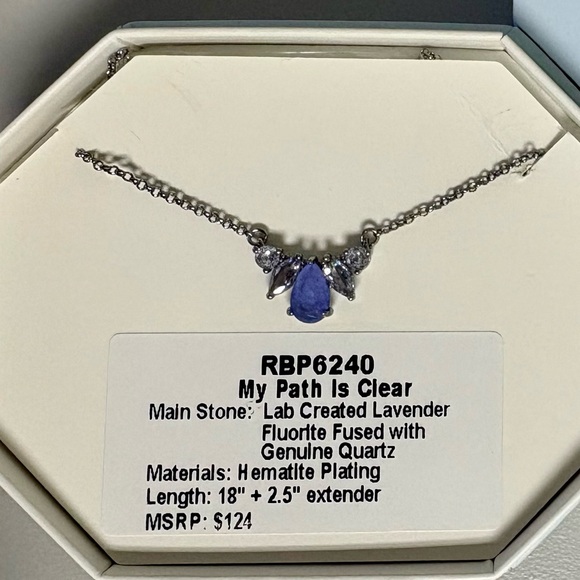 RBP6240
My Path Is Clear
Main Stone: Lab Created Lavender
Fluorite Fused with
Genuine Quartz
Materials: Hematite Plating
Length: 18" + 2.5" extender
MSRP: $124